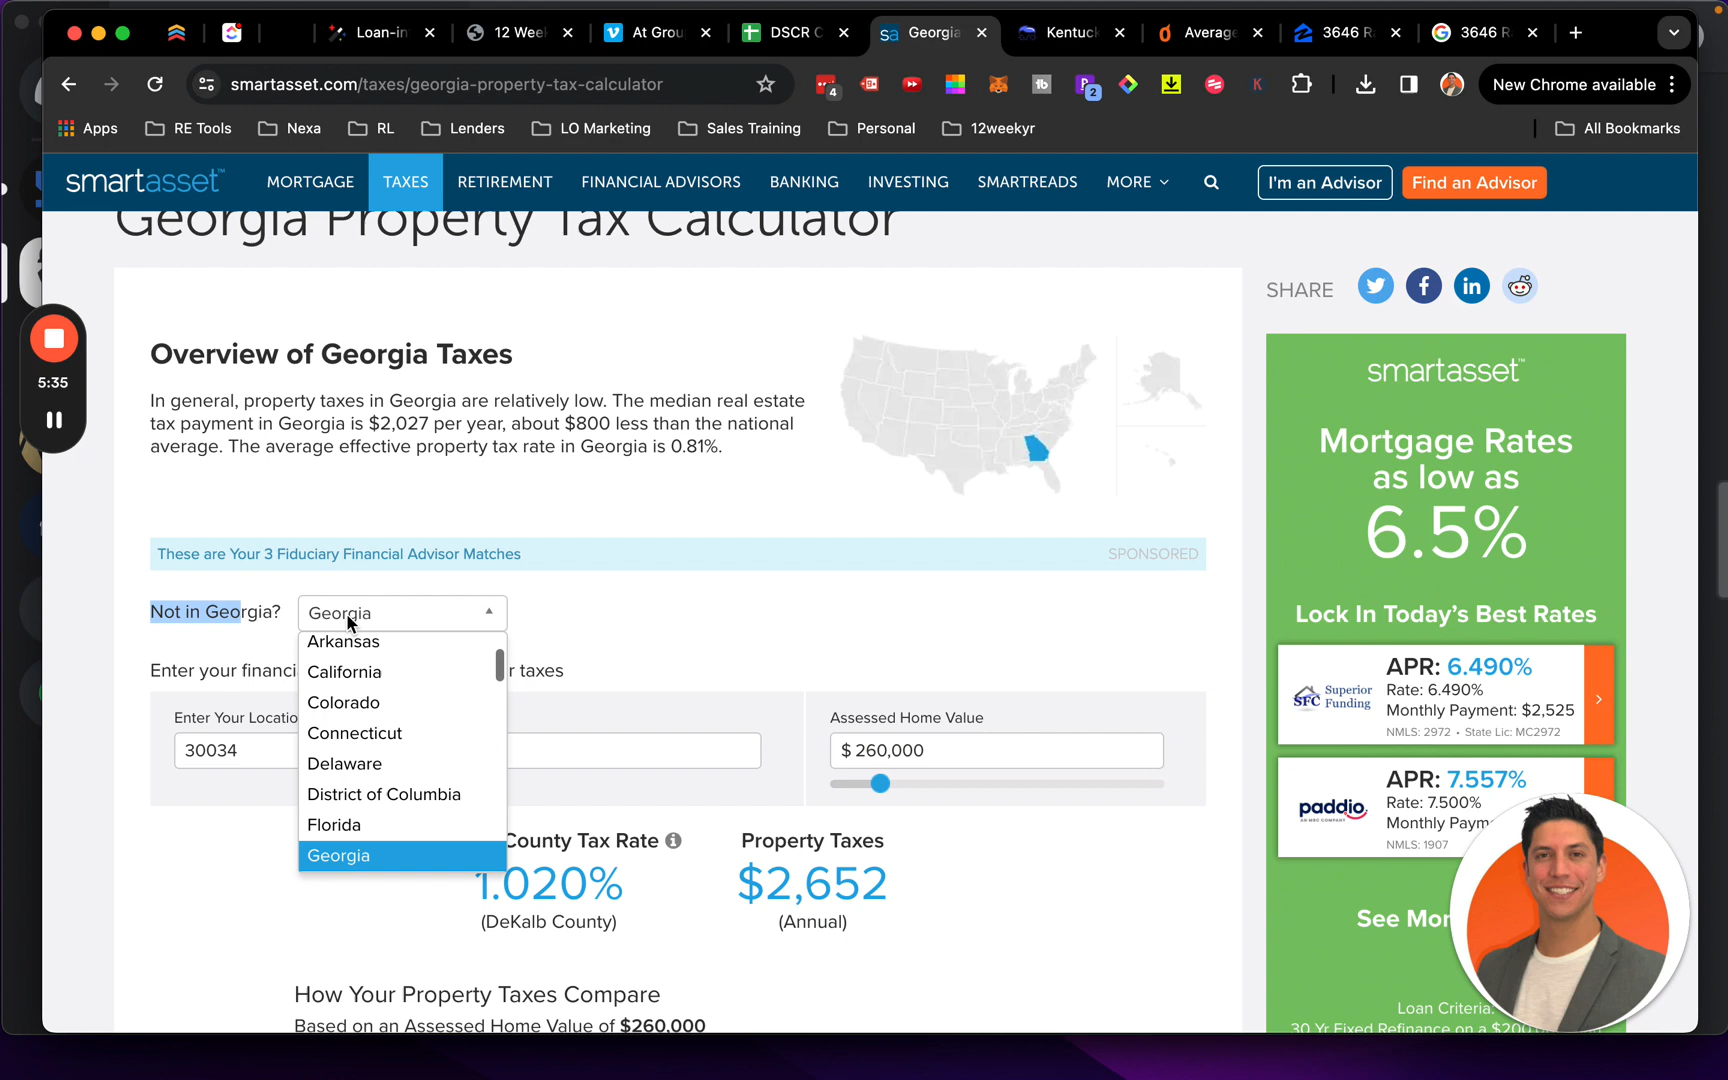 Loan-in
12 Wee
At Grou
DSCR C
Georgia
Kentuck
Average
3646 R
3646 R
smartasset.com/taxes/georgia-property-tax-calculator
4
2
New Chrome available
Apps
RE Tools
Nexa
RL
Lenders
LO Marketing
Sales Training
Personal
12weekyr
All Bookmarks
smartasset™
MORTGAGE
TAXES
RETIREMENT
FINANCIAL ADVISORS
BANKING
INVESTING
SMARTREADS
MORE
I'm an Advisor
Find an Advisor
Georgia Property Tax Calculator
SHARE
5:35
Overview of Georgia Taxes
In general, property taxes in Georgia are relatively low. The median real estate
tax payment in Georgia is $2,027 per year, about $800 less than the national
average. The average effective property tax rate in Georgia is 0.81%.
These are Your 3 Fiduciary Financial Advisor Matches
SPONSORED
Not in Georgia?
Georgia
Arkansas
California
Colorado
Connecticut
Delaware
District of Columbia
Florida
Georgia
Enter your financi
r taxes
Enter Your Locatio
30034
Assessed Home Value
$ 260,000
County Tax Rate
1.020%
(DeKalb County)
Property Taxes
$2,652
(Annual)
How Your Property Taxes Compare
Based on an Assessed Home Value of $260,000
smartasset™
Mortgage Rates
as low as
6.5%
Lock In Today's Best Rates
SFC Superior Funding
APR: 6.490%
Rate: 6.490%
Monthly Payment: $2,525
NMLS: 2972 • State Lic: MC2972
paddio
AN NRC COMPANY
APR: 7.557%
Rate: 7.500%
Monthly Paym
NMLS: 1907
See Mor
Loan Criteria:
30 Yr Fixed Refinance on a $200